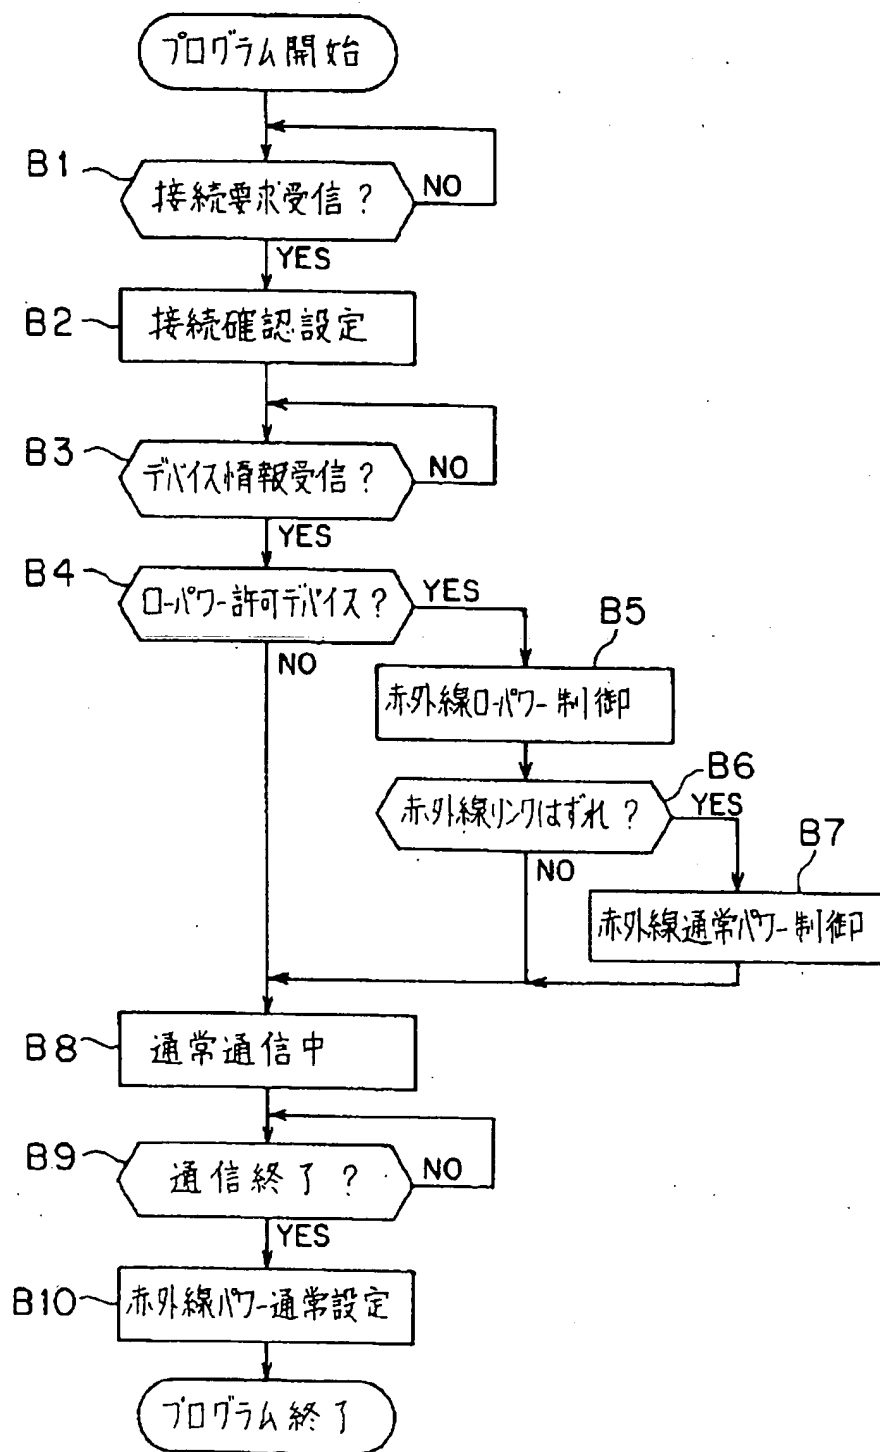 プログラム開始
B1
接続要求受信?
NO
YES
B2
接続確認設定
B3
デバイス情報受信?
NO
YES
B4
ローパワー許可デバイス?
YES
NO
B5
赤外線ローパワー制御
B6
赤外線リンクはずれ?
YES
NO
B7
赤外線通常パワー制御
B8
通常通信中
B9
通信終了?
NO
YES
B10
赤外線パワー通常設定
プログラム終了